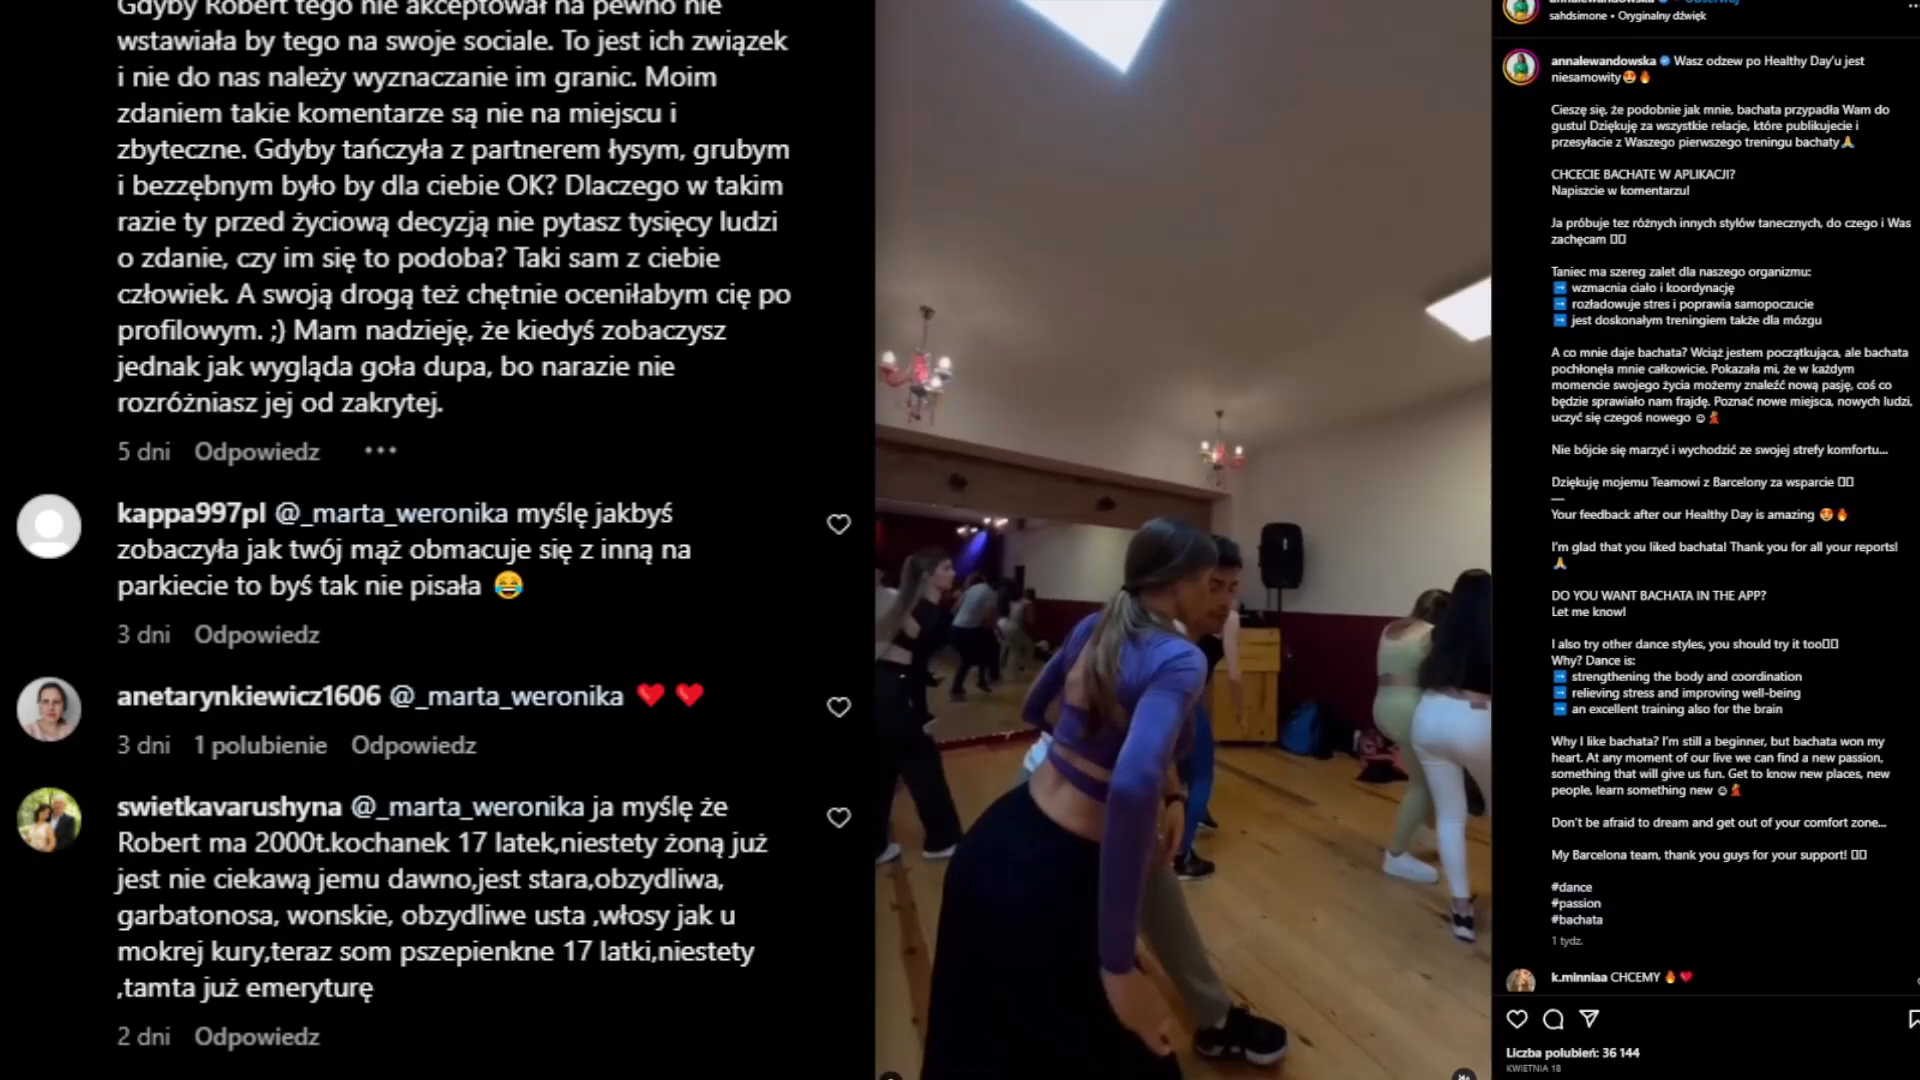 Gdyby Robert tego nie akceptował na pewno nie
wstawiała by tego na swoje sociale. To jest ich związek
i nie do nas należy wyznaczanie im granic. Moim
zdaniem takie komentarze są nie na miejscu i
zbyteczne. Gdyby tańczyła z partnerem łysym, grubym
i bezzębnym było by dla ciebie OK? Dlaczego w takim
razie ty przed życiową decyzją nie pytasz tysięcy ludzi
o zdanie, czy im się to podoba? Taki sam z ciebie
człowiek. A swoją drogą też chętnie oceniłabym cię po
profilowym. ;) Mam nadzieję, że kiedyś zobaczysz
jednak jak wygląda goła dupa, bo narazie nie
rozróżniasz jej od zakrytej.
5 dni Odpowiedz ...
kappa997pl @_marta_weronika myślę jakbyś
zobaczyła jak twój mąż obmacuje się z inną na
parkiecie to byś tak nie pisała 😂
3 dni Odpowiedz
anetarynkiewicz1606 @_marta_weronika ❤️ ❤️
3 dni 1 polubienie Odpowiedz
swietkavarushyna @_marta_weronika ja myślę że
Robert ma 2000t.kochanek 17 latek,niestety żoną już
jest nie ciekawą jemu dawno,jest stara,obzydliwa,
garbatonosa, wonskie, obzydliwe usta ,włosy jak u
mokrej kury,teraz som pszepienkne 17 latki,niestety
,tamta już emeryturę
2 dni Odpowiedz
annalewandowska • Obserwuj
sahdsimone • Oryginalny dźwięk
annalewandowska Wasz odzew po Healthy Day'u jest
niesamowity😍🔥
Cieszę się, że podobnie jak mnie, bachata przypadła Wam do
gustu! Dziękuję za wszystkie relacje, które publikujecie i
przesyłacie z Waszego pierwszego treningu bachaty🙏
CHCECIE BACHATE W APLIKACJI?
Napiszcie w komentarzu!
Ja próbuje tez różnych innych stylów tanecznych, do czego i Was
zachęcam
Taniec ma szereg zalet dla naszego organizmu:
➡️ wzmacnia ciało i koordynację
➡️ rozładowuje stres i poprawia samopoczucie
➡️ jest doskonałym treningiem także dla mózgu
A co mnie daje bachata? Wciąż jestem początkująca, ale bachata
pochłonęła mnie całkowicie. Pokazała mi, że w każdym
momencie swojego życia możemy znaleźć nową pasję, coś co
będzie sprawiało nam frajdę. Poznać nowe miejsca, nowych ludzi,
uczyć się czegoś nowego ☺💃
Nie bójcie się marzyć i wychodzić ze swojej strefy komfortu...
Dziękuję mojemu Teamowi z Barcelony za wsparcie
—
Your feedback after our Healthy Day is amazing 😍🔥
I'm glad that you liked bachata! Thank you for all your reports!
🙏
DO YOU WANT BACHATA IN THE APP?
Let me know!
I also try other dance styles, you should try it too
Why? Dance is:
➡️ strengthening the body and coordination
➡️ relieving stress and improving well-being
➡️ an excellent training also for the brain
Why I like bachata? I'm still a beginner, but bachata won my
heart. At any moment of our live we can find a new passion,
something that will give us fun. Get to know new places, new
people, learn something new ☺💃
Don't be afraid to dream and get out of your comfort zone...
My Barcelona team, thank you guys for your support!
#dance
#passion
#bachata
1 tydz.
k.minniaa CHCEMY 🔥❤️
Liczba polubień: 36 144
KWIETNIA 18